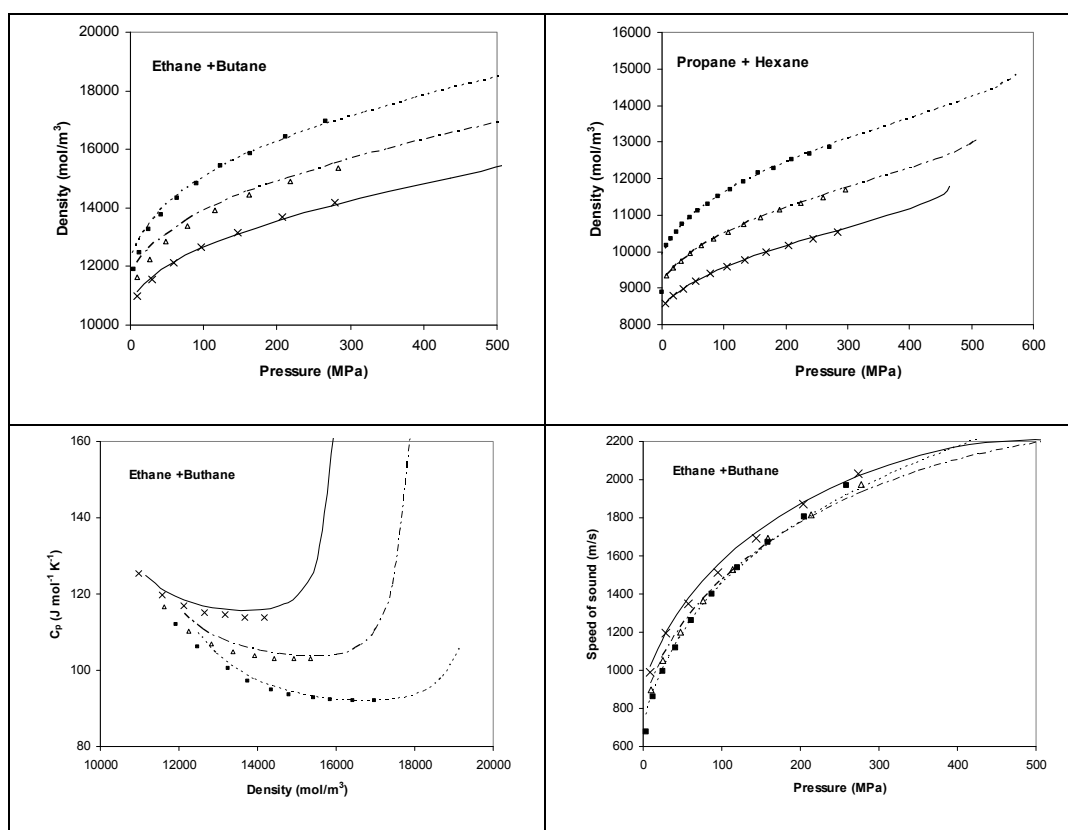 Ethane +Butane
Density (mol/m³)
20000
18000
16000
14000
12000
10000
0 100 200 300 400 500
Pressure (MPa)
Propane + Hexane
Density (mol/m³)
16000
15000
14000
13000
12000
11000
10000
9000
8000
0 100 200 300 400 500 600
Pressure (MPa)
Ethane +Buthane
Cₚ (J mol⁻¹ K⁻¹)
160
140
120
100
80
10000 12000 14000 16000 18000 20000
Density (mol/m³)
Ethane +Buthane
Speed of sound (m/s)
2200
2000
1800
1600
1400
1200
1000
800
600
0 100 200 300 400 500
Pressure (MPa)